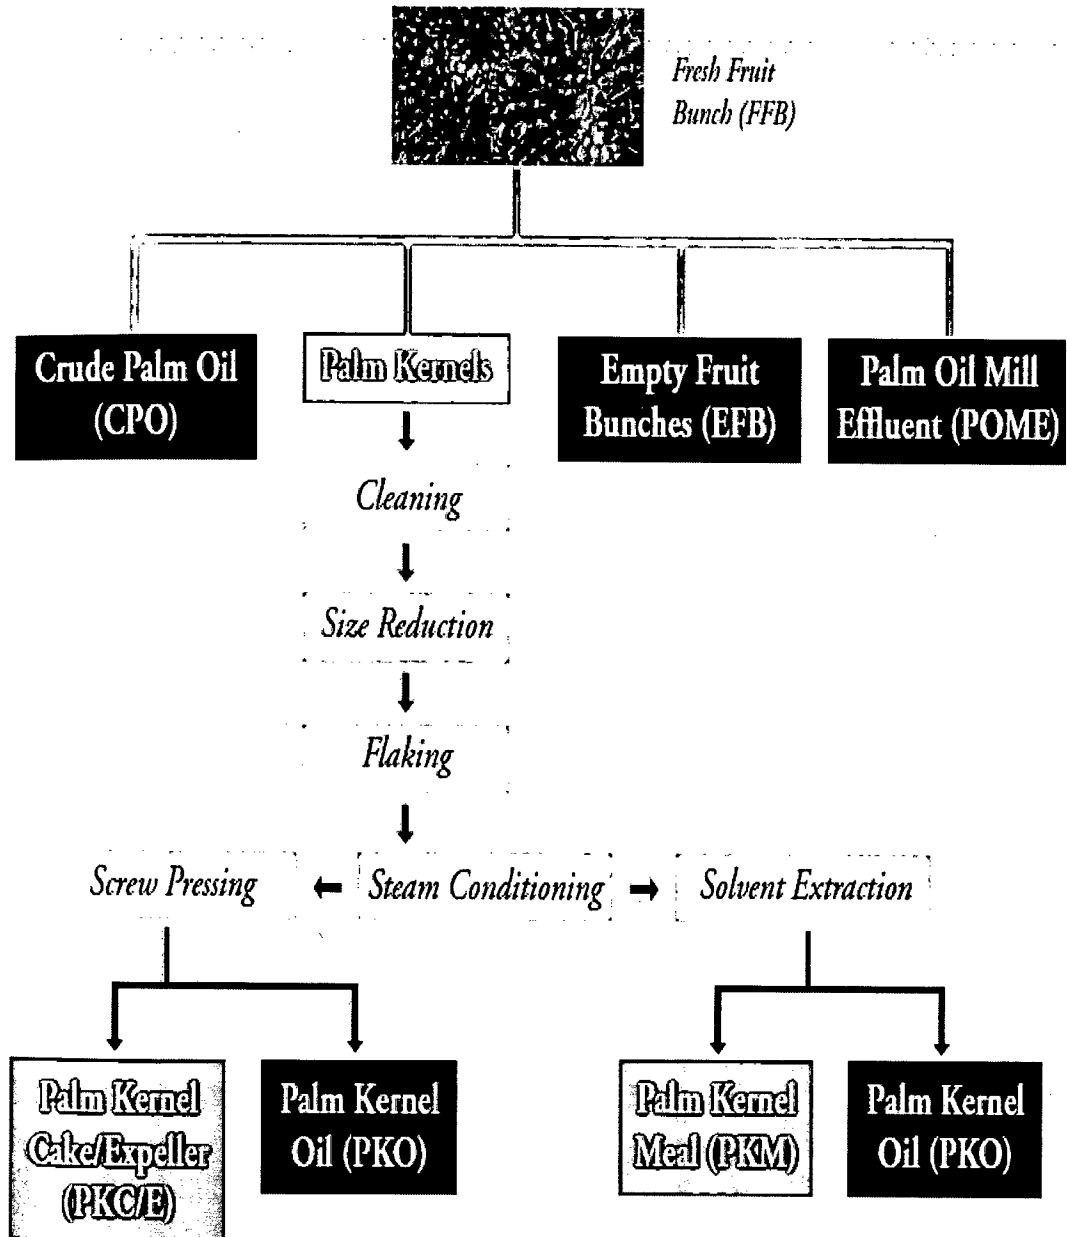 Fresh Fruit
Bunch (FFB)
Crude Palm Oil
(CPO)
Palm Kernels
Empty Fruit
Bunches (EFB)
Palm Oil Mill
Effluent (POME)
Cleaning
Size Reduction
Flaking
Screw Pressing
Steam Conditioning
Solvent Extraction
Palm Kernel
Cake/Expeller
(PKC/E)
Palm Kernel
Oil (PKO)
Palm Kernel
Meal (PKM)
Palm Kernel
Oil (PKO)